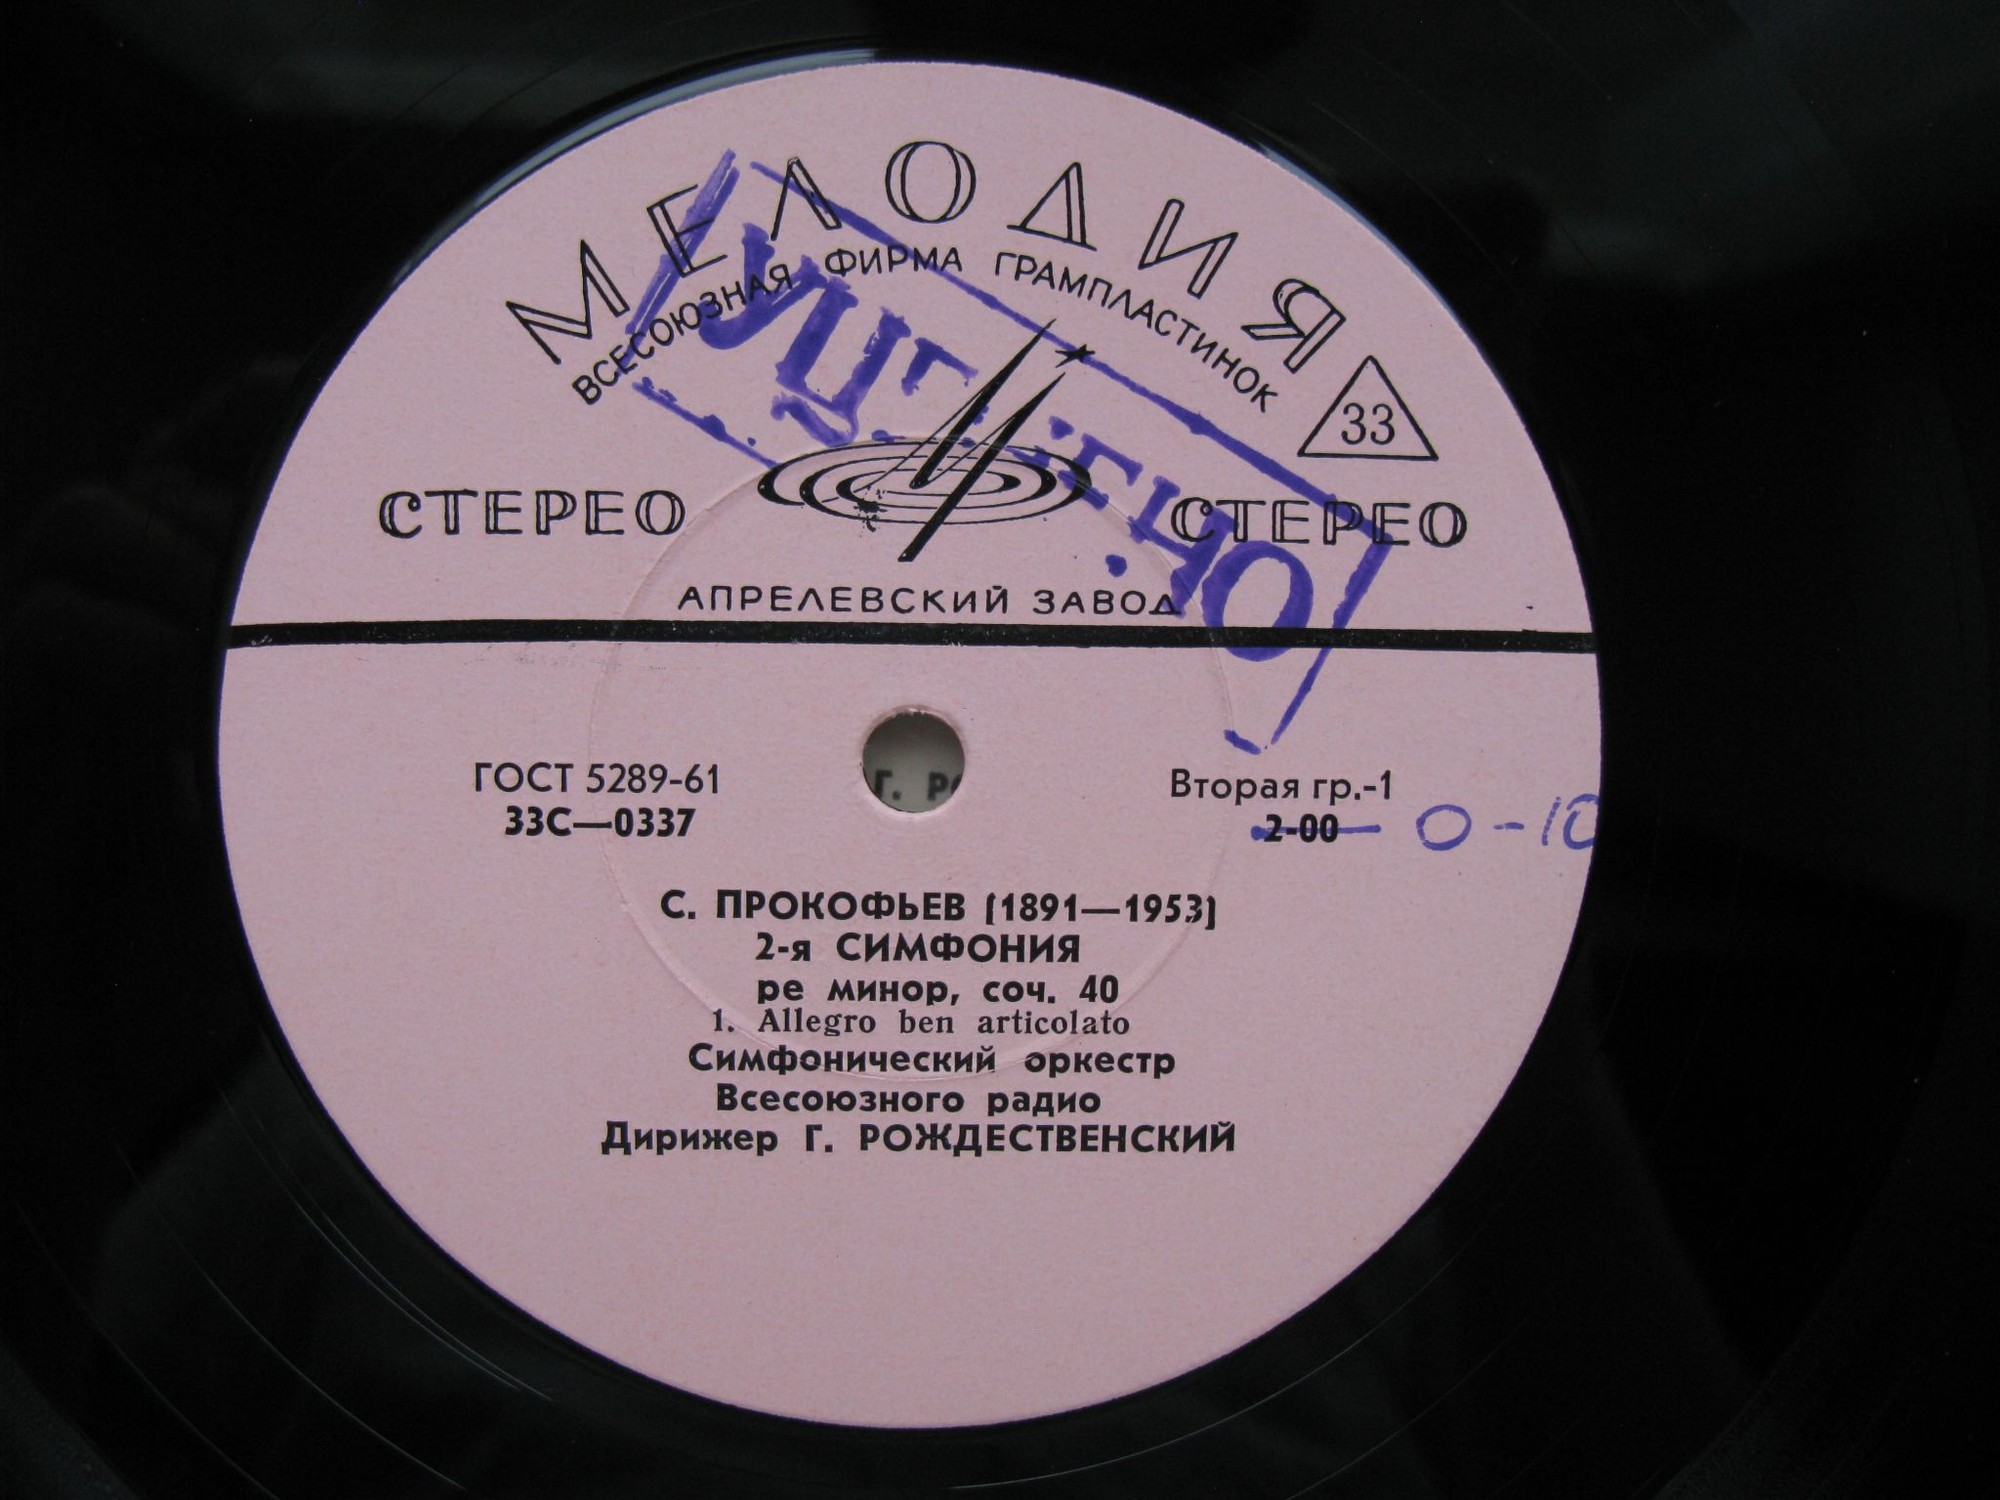 МЕЛОДИЯ
ВСЕСОЮЗНАЯ ФИРМА ГРАМПЛАСТИНОК
33
УЦЕНЕНО
СТЕРЕО СТЕРЕО
АПРЕЛЕВСКИЙ ЗАВОД
ГОСТ 5289-61
33С—0337
Вторая гр.-1
2-00 0-10
Г. РО
С. ПРОКОФЬЕВ (1891—1953)
2-я СИМФОНИЯ
ре минор, соч. 40
1. Allegro ben articolato
Симфонический оркестр
Всесоюзного радио
Дирижер Г. РОЖДЕСТВЕНСКИЙ